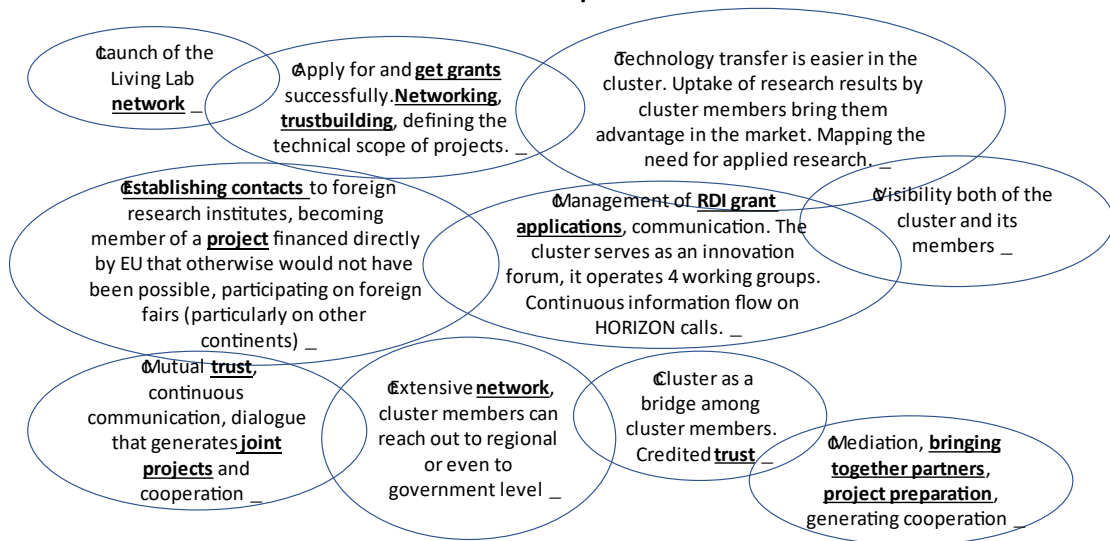 Launch of the
Living Lab
network _
Apply for and get grants
successfully. Networking,
trustbuilding, defining the
technical scope of projects. _
Technology transfer is easier in the
cluster. Uptake of research results by
cluster members bring them
advantage in the market. Mapping the
need for applied research. _
Establishing contacts to foreign
research institutes, becoming
member of a project financed directly
by EU that otherwise would not have
been possible, participating on foreign
fairs (particularly on other
continents) _
Management of RDI grant
applications, communication. The
cluster serves as an innovation
forum, it operates 4 working groups.
Continuous information flow on
HORIZON calls. _
Visibility both of the
cluster and its
members _
Mutual trust,
continuous
communication, dialogue
that generates joint
projects and
cooperation _
Extensive network,
cluster members can
reach out to regional
or even to
government level _
Cluster as a
bridge among
cluster members.
Credited trust _
Mediation, bringing
together partners,
project preparation,
generating cooperation _